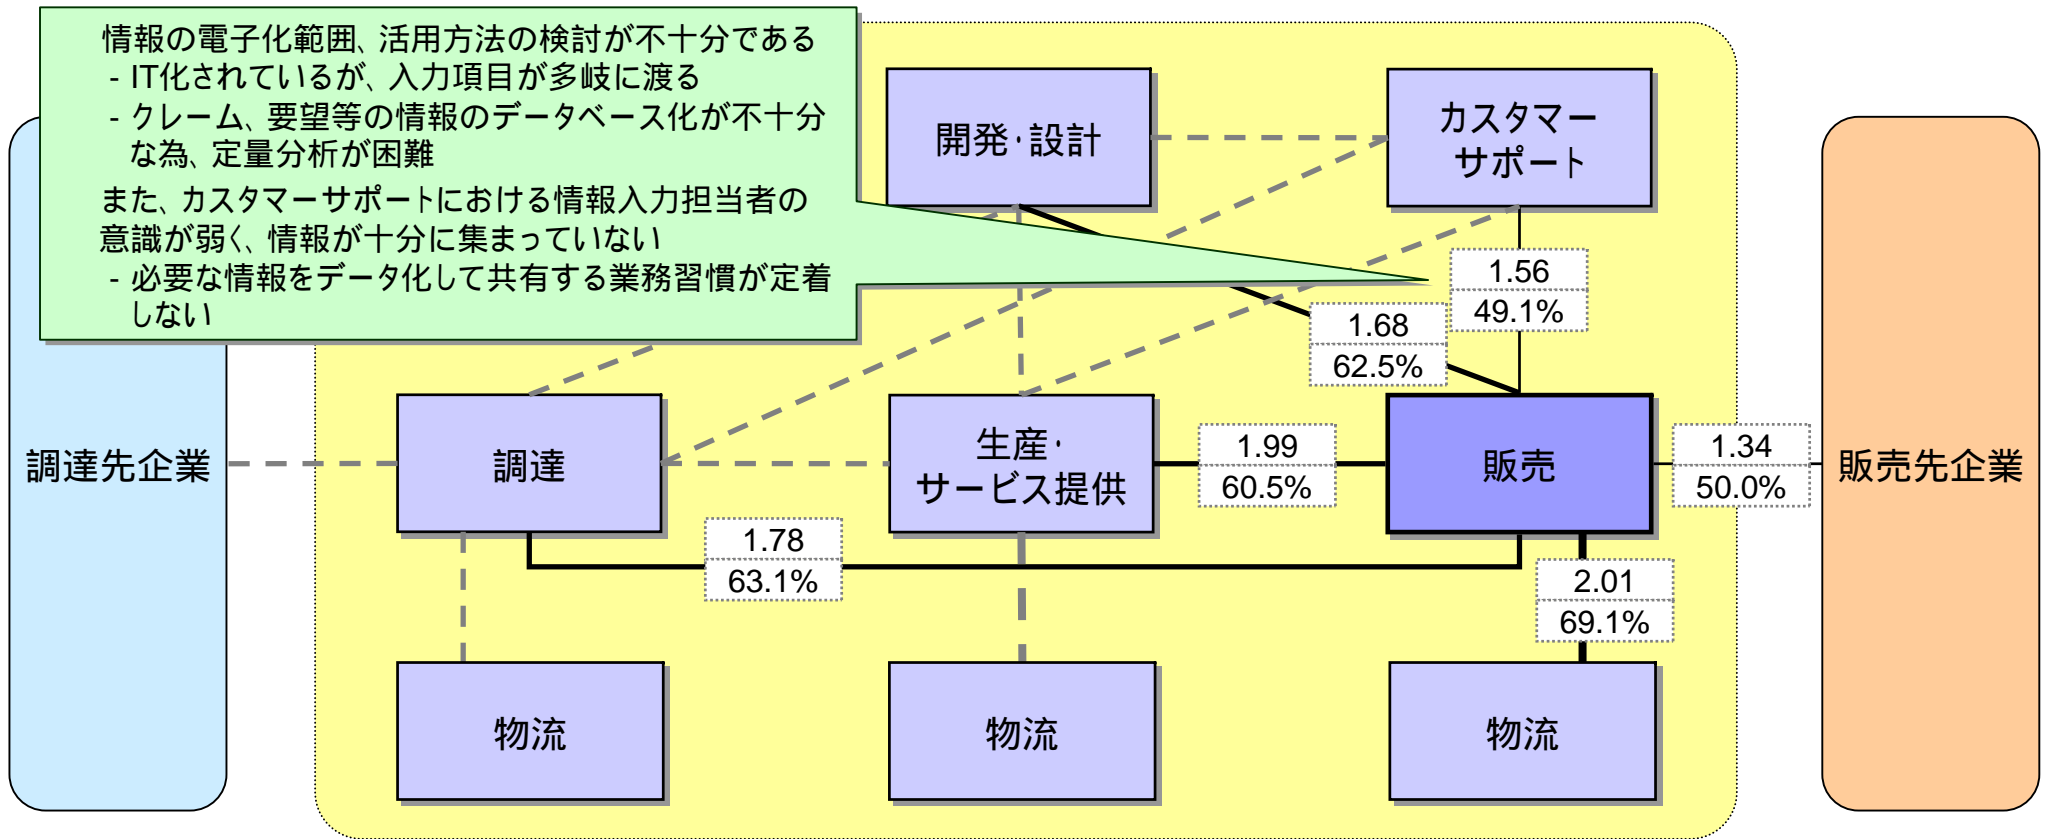 情報の電子化範囲、活用方法の検討が不十分である
- IT化されているが、入力項目が多岐に渡る
- クレーム、要望等の情報のデータベース化が不十分
な為、定量分析が困難
また、カスタマーサポートにおける情報入力担当者の
意識が弱く、情報が十分に集まっていない
- 必要な情報をデータ化して共有する業務習慣が定着
しない
開発・設計
カスタマー
サポート
1.56
49.1%
1.68
62.5%
調達先企業
調達
生産・
サービス提供
1.99
60.5%
販売
1.34
50.0%
販売先企業
1.78
63.1%
2.01
69.1%
物流
物流
物流